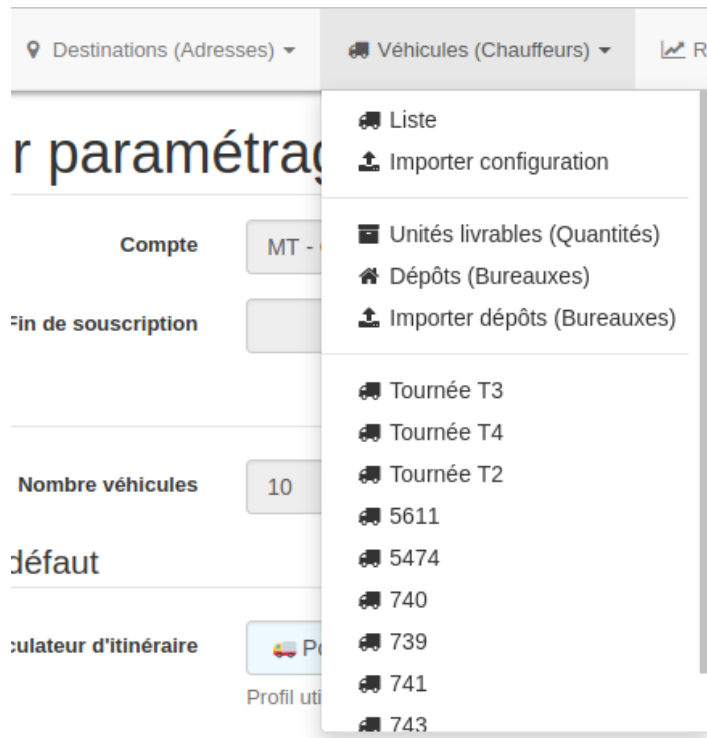 Destinations (Adresses)
Véhicules (Chauffeurs)
R
r paramétrag
Liste
Importer configuration
Unités livrables (Quantités)
Dépôts (Bureauxes)
Importer dépôts (Bureauxes)
Tournée T3
Tournée T4
Tournée T2
5611
5474
740
739
741
743
Compte
MT -
Fin de souscription
Nombre véhicules
10
défaut
culateur d'itinéraire
Po
Profil uti